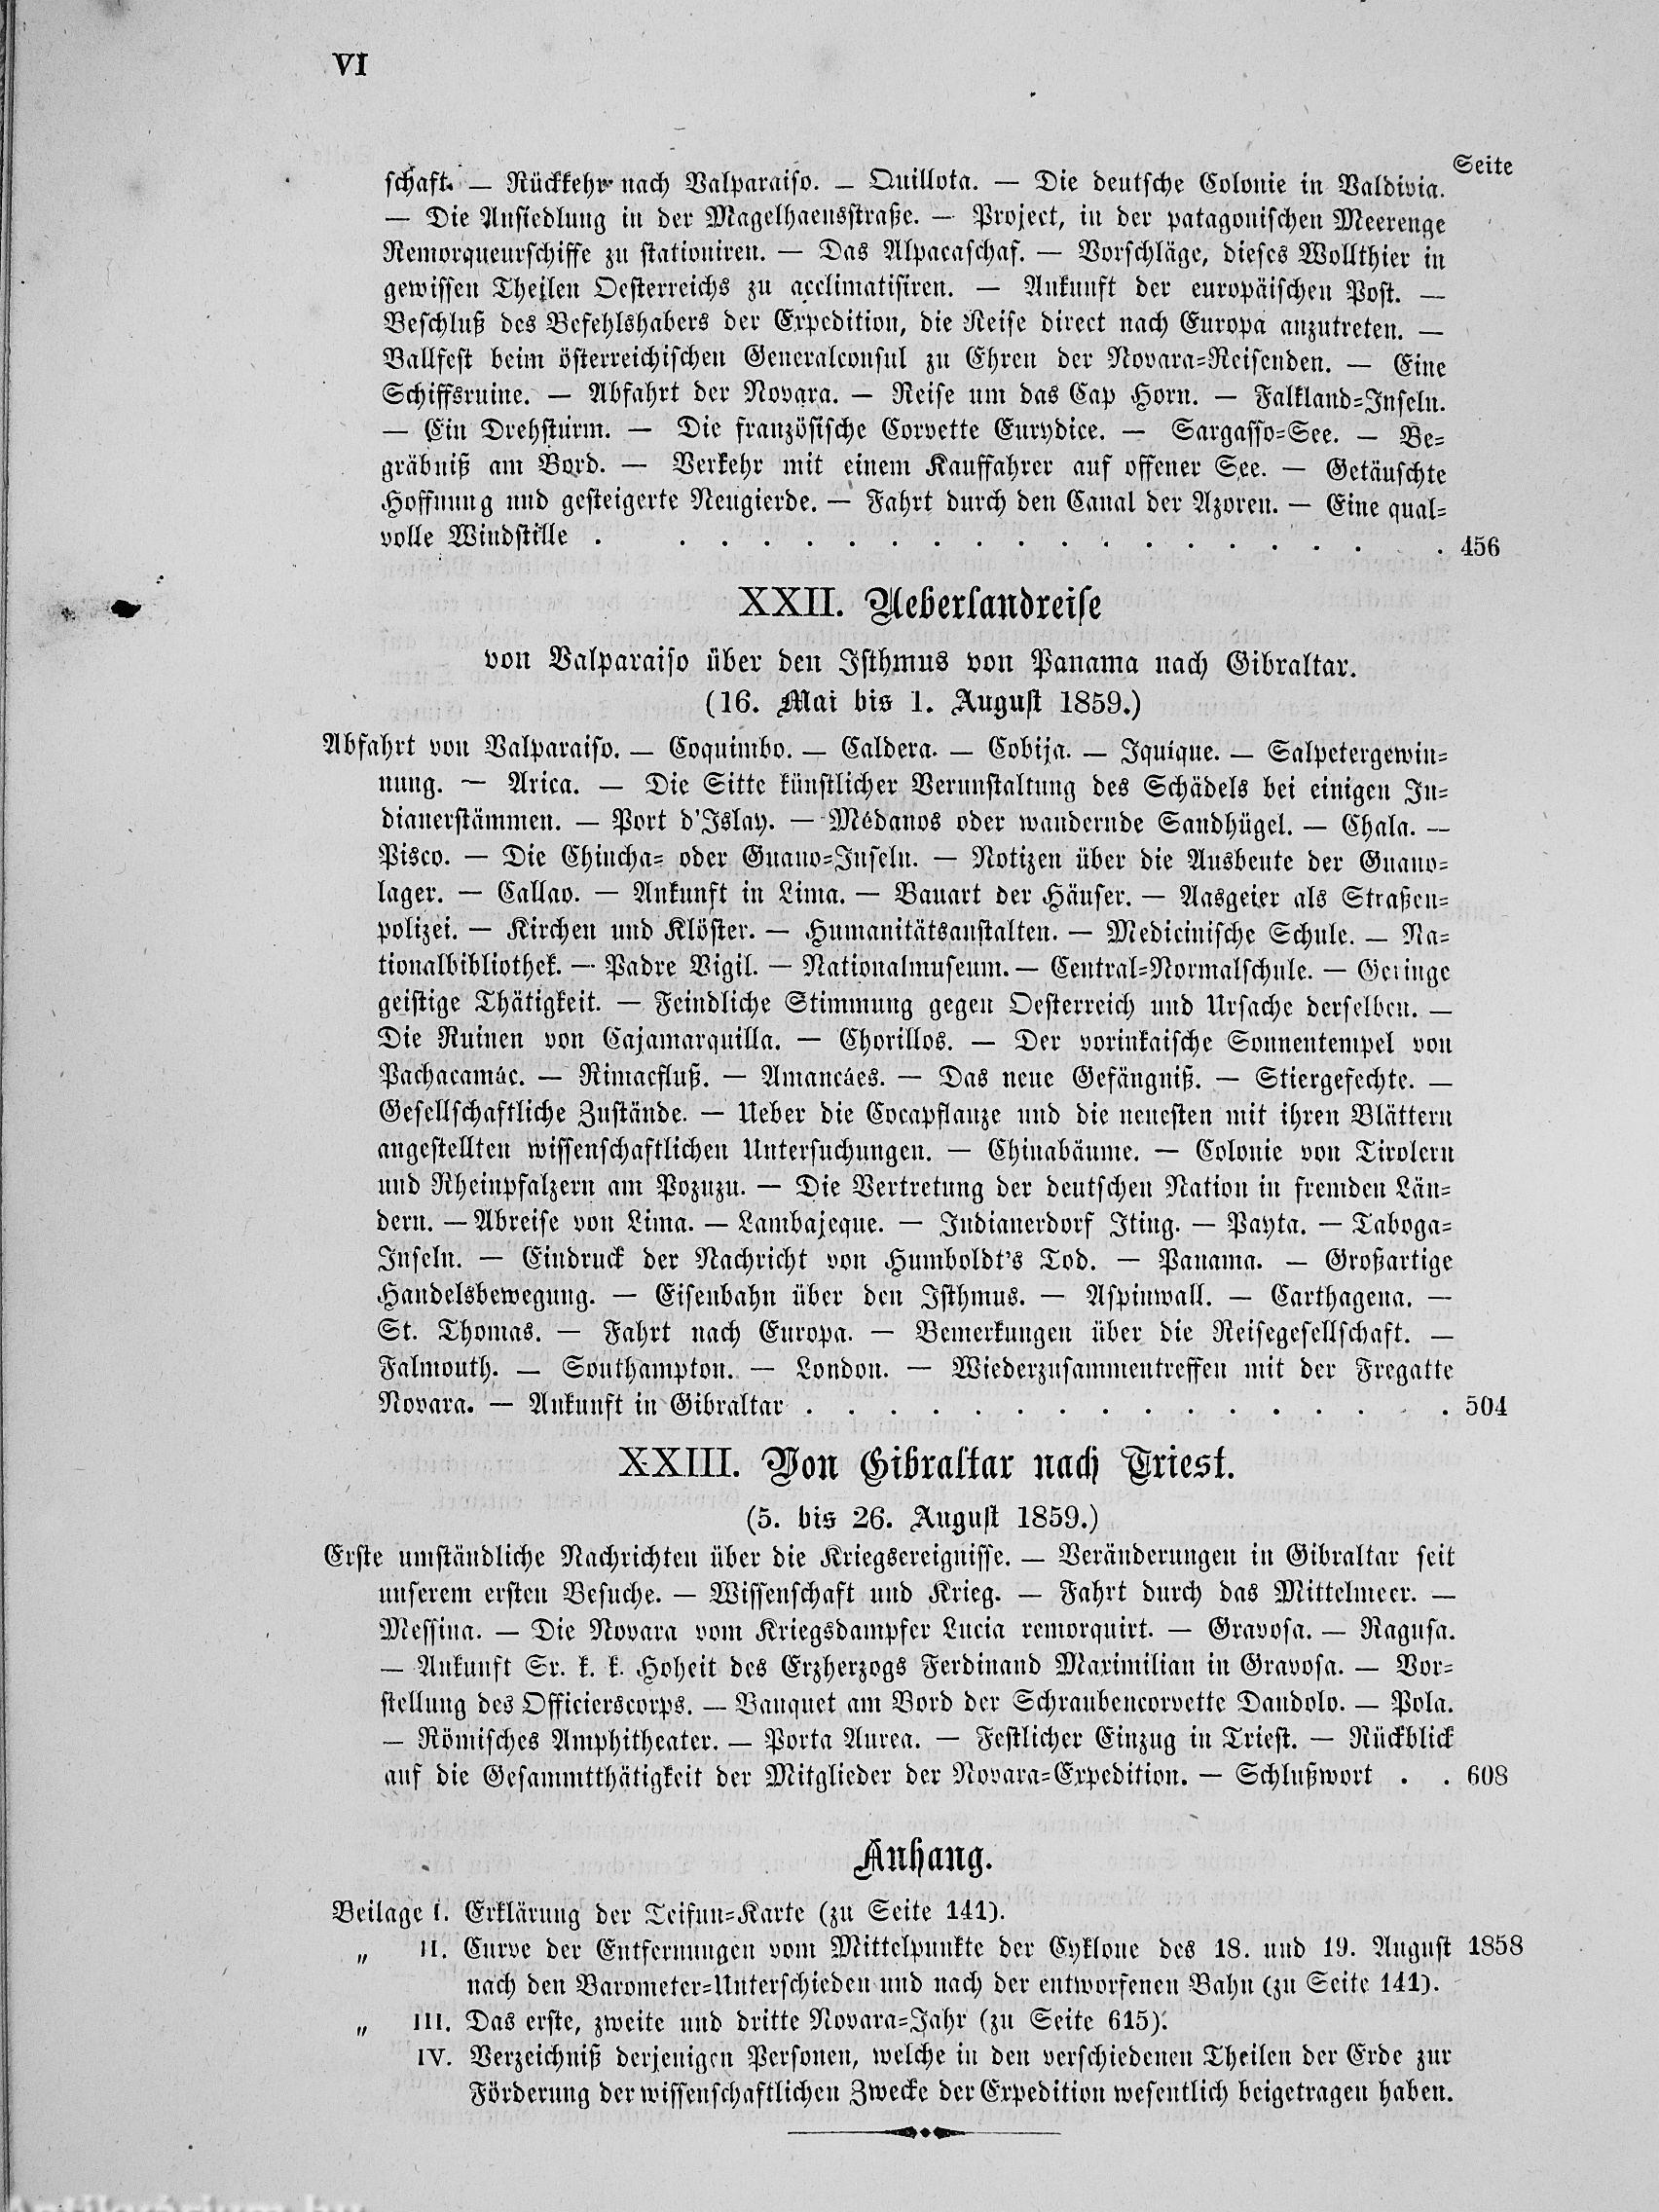 VI
Seite
schaft. — Rückkehr nach Valparaiso. — Quillota. — Die deutsche Colonie in Valdivia.
— Die Ansiedlung in der Magelhaensstraße. — Project, in der patagonischen Meerenge
Remorqueurschiffe zu stationiren. — Das Alpacaschaf. — Vorschläge, dieses Wollthier in
gewissen Theilen Oesterreichs zu acclimatisiren. — Ankunft der europäischen Post. —
Beschluß des Befehlshabers der Expedition, die Reise direct nach Europa anzutreten. —
Ballfest beim österreichischen Generalconsul zu Ehren der Novara-Reisenden. — Eine
Schiffsruine. — Abfahrt der Novara. — Reise um das Cap Horn. — Falkland-Inseln.
— Ein Drehsturm. — Die französische Corvette Eurydice. — Sargasso-See. — Be-
gräbniß am Bord. — Verkehr mit einem Kauffahrer auf offener See. — Getäuschte
Hoffnung und gesteigerte Neugierde. — Fahrt durch den Canal der Azoren. — Eine qual-
volle Windstille . . . . . . . . . . . . . . . . . . . . 456
XXII. Ueberlandreise
von Valparaiso über den Isthmus von Panama nach Gibraltar.
(16. Mai bis 1. August 1859.)
Abfahrt von Valparaiso. — Coquimbo. — Caldera. — Cobija. — Iquique. — Salpetergewin-
nung. — Arica. — Die Sitte künstlicher Verunstaltung des Schädels bei einigen In-
dianerstämmen. — Port d'Islay. — Médanos oder wandernde Sandhügel. — Chala. —
Pisco. — Die Chincha- oder Guano-Inseln. — Notizen über die Ausbeute der Guano-
lager. — Callao. — Ankunft in Lima. — Bauart der Häuser. — Aasgeier als Straßen-
polizei. — Kirchen und Klöster. — Humanitätsanstalten. — Medicinische Schule. — Na-
tionalbibliothek. — Padre Vigil. — Nationalmuseum. — Central-Normalschule. — Geringe
geistige Thätigkeit. — Feindliche Stimmung gegen Oesterreich und Ursache derselben. —
Die Ruinen von Cajamarquilla. — Chorillos. — Der vorinkaische Sonnentempel von
Pachacamác. — Rimacfluß. — Amancáes. — Das neue Gefängniß. — Stiergefechte. —
Gesellschaftliche Zustände. — Ueber die Cocapflanze und die neuesten mit ihren Blättern
angestellten wissenschaftlichen Untersuchungen. — Chinabäume. — Colonie von Tirolern
und Rheinpfalzern am Pozuzu. — Die Vertretung der deutschen Nation in fremden Län-
dern. — Abreise von Lima. — Lambajeque. — Indianerdorf Iting. — Payta. — Taboga-
Inseln. — Eindruck der Nachricht von Humboldt's Tod. — Panama. — Großartige
Handelsbewegung. — Eisenbahn über den Isthmus. — Aspinwall. — Carthagena. —
St. Thomas. — Fahrt nach Europa. — Bemerkungen über die Reisegesellschaft. —
Falmouth. — Southampton. — London. — Wiederzusammentreffen mit der Fregatte
Novara. — Ankunft in Gibraltar . . . . . . . . . . . . . . . . 504
XXIII. Von Gibraltar nach Triest.
(5. bis 26. August 1859.)
Erste umständliche Nachrichten über die Kriegsereignisse. — Veränderungen in Gibraltar seit
unserem ersten Besuche. — Wissenschaft und Krieg. — Fahrt durch das Mittelmeer. —
Messina. — Die Novara vom Kriegsdampfer Lucia remorquirt. — Gravosa. — Ragusa.
— Ankunft Sr. k. k. Hoheit des Erzherzogs Ferdinand Maximilian in Gravosa. — Vor-
stellung des Officierscorps. — Banquet am Bord der Schraubencorvette Dandolo. — Pola.
— Römisches Amphitheater. — Porta Aurea. — Festlicher Einzug in Triest. — Rückblick
auf die Gesammtthätigkeit der Mitglieder der Novara-Expedition. — Schlußwort . . 608
Anhang.
Beilage I. Erklärung der Teifun-Karte (zu Seite 141).
„ II. Curve der Entfernungen vom Mittelpunkte der Cyklone des 18. und 19. August 1858
nach den Barometer-Unterschieden und nach der entworfenen Bahn (zu Seite 141).
„ III. Das erste, zweite und dritte Novara-Jahr (zu Seite 615).
IV. Verzeichniß derjenigen Personen, welche in den verschiedenen Theilen der Erde zur
Förderung der wissenschaftlichen Zwecke der Expedition wesentlich beigetragen haben.